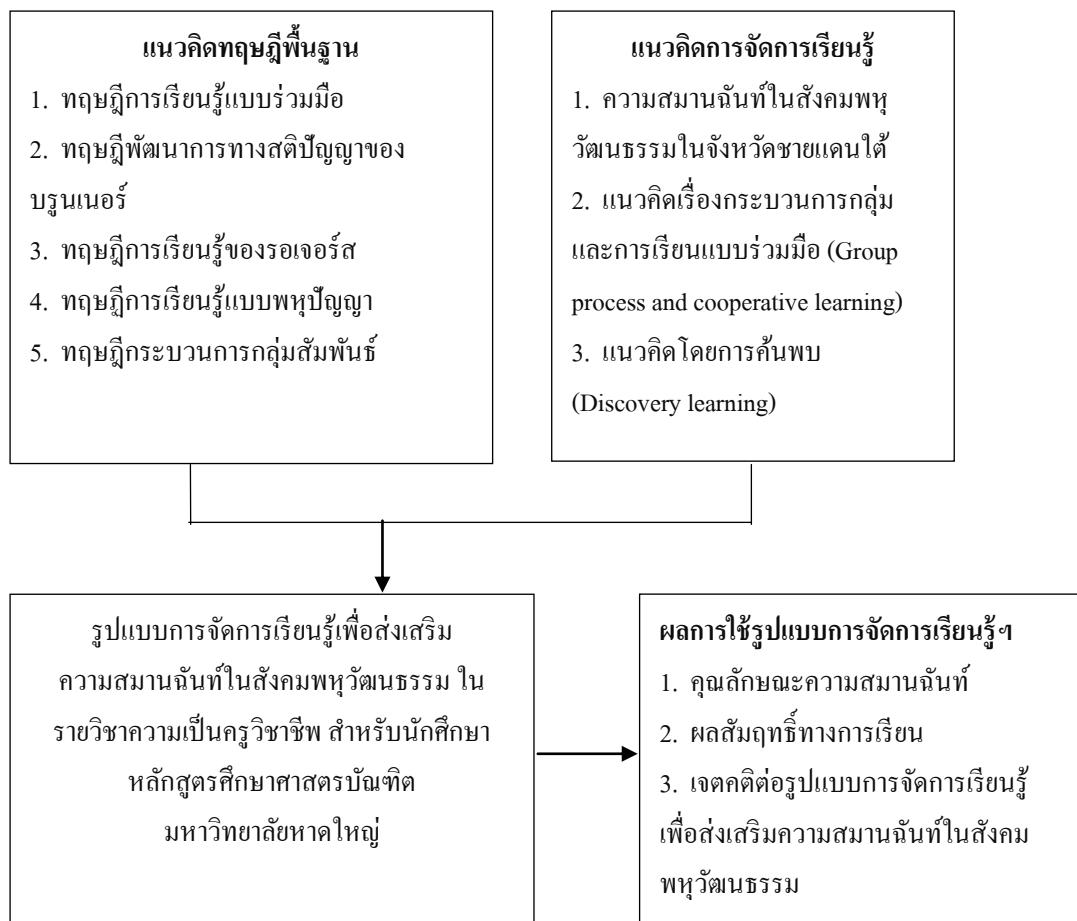 แนวคิดทฤษฎีพื้นฐาน
1. ทฤษฎีการเรียนรู้แบบร่วมมือ
2. ทฤษฎีพัฒนาการทางสติปัญญาของ
บรูนเนอร์
3. ทฤษฎีการเรียนรู้ของรอเจอร์ส
4. ทฤษฏีการเรียนรู้แบบพหุปัญญา
5. ทฤษฎีกระบวนการกลุ่มสัมพันธ์
แนวคิดการจัดการเรียนรู้
1. ความสมานฉันท์ในสังคมพหุ
วัฒนธรรมในจังหวัดชายแดนใต้
2. แนวคิดเรื่องกระบวนการกลุ่ม
และการเรียนแบบร่วมมือ (Group
process and cooperative learning)
3. แนวคิดโดยการค้นพบ
(Discovery learning)
รูปแบบการจัดการเรียนรู้เพื่อส่งเสริม
ความสมานฉันท์ในสังคมพหุวัฒนธรรม ใน
รายวิชาความเป็นครูวิชาชีพ สำหรับนักศึกษา
หลักสูตรศึกษาศาสตรบัณฑิต
มหาวิทยาลัยหาดใหญ่
ผลการใช้รูปแบบการจัดการเรียนรู้ฯ
1. คุณลักษณะความสมานฉันท์
2. ผลสัมฤทธิ์ทางการเรียน
3. เจตคติต่อรูปแบบการจัดการเรียนรู้
เพื่อส่งเสริมความสมานฉันท์ในสังคม
พหุวัฒนธรรม